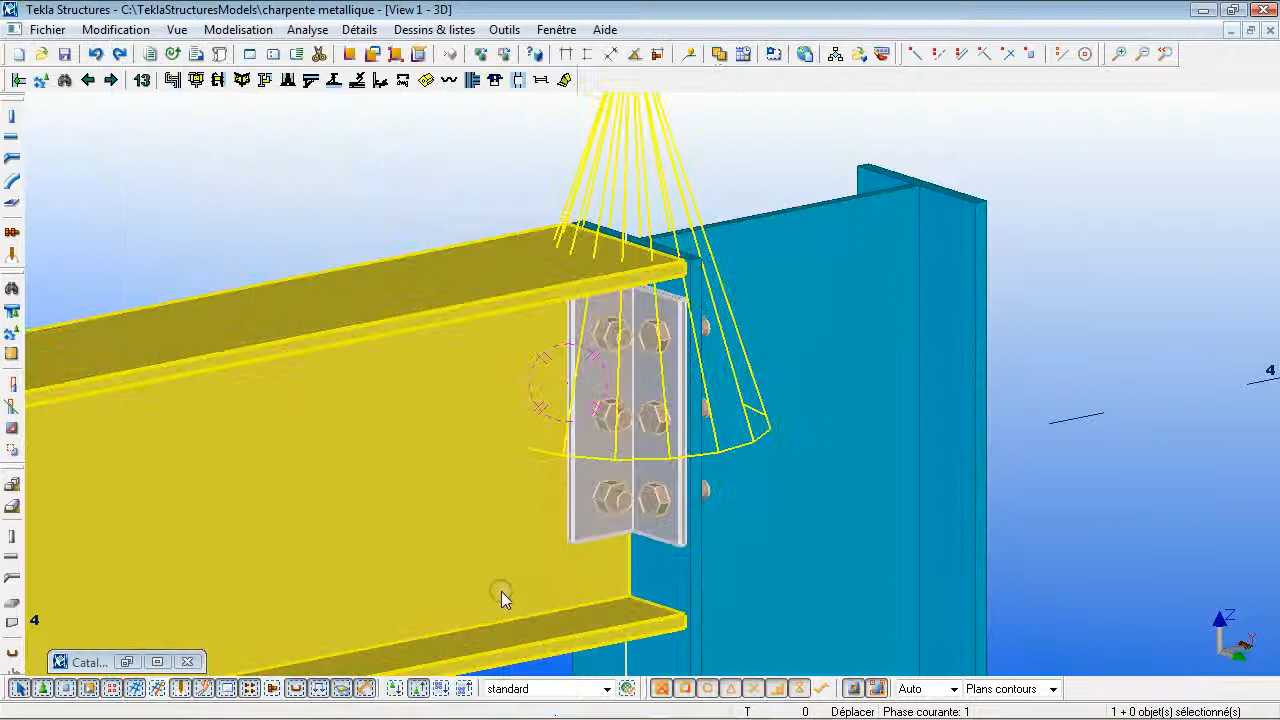 Tekla Structures - C:\TeklaStructuresModels\charpente metallique - [View 1 - 3D]
Fichier Modification Vue Modelisation Analyse Détails Dessins & listes Outils Fenêtre Aide
13
4
4
Z
Catal...
standard
Auto
Plans contours
T 0 Déplacer Phase courante: 1 1 + 0 objet(s) sélectionné(s)